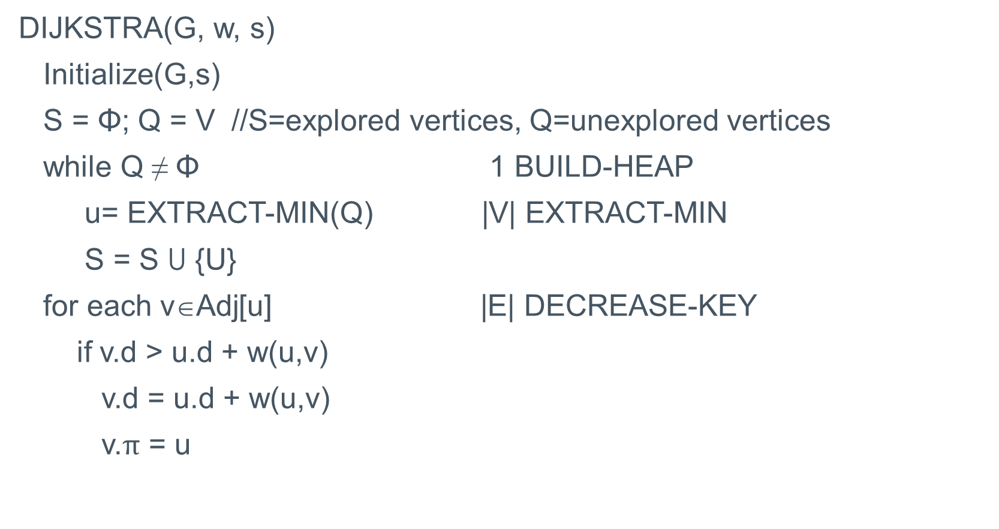 DIJKSTRA(G, w, s)
Initialize(G,s)
S = Φ; Q = V //S=explored vertices, Q=unexplored vertices
while Q ≠ Φ 1 BUILD-HEAP
u= EXTRACT-MIN(Q) |V| EXTRACT-MIN
S = S ∪ {U}
for each v∈Adj[u] |E| DECREASE-KEY
if v.d > u.d + w(u,v)
v.d = u.d + w(u,v)
v.π = u